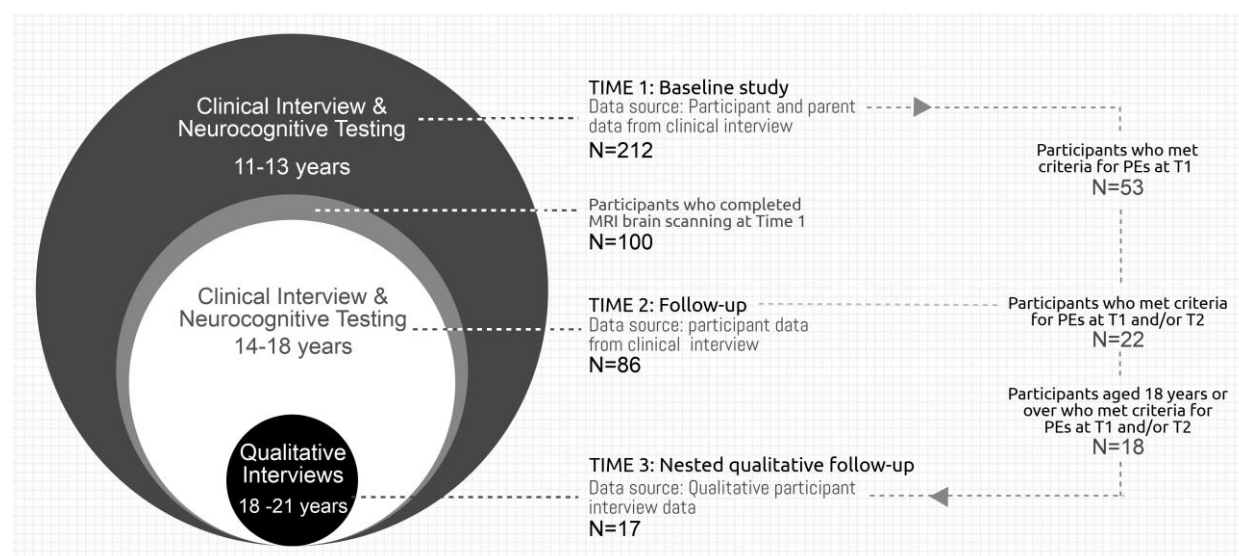 Clinical Interview &
Neurocognitive Testing
11-13 years
Clinical Interview &
Neurocognitive Testing
14-18 years
Qualitative
Interviews
18 -21 years
TIME 1: Baseline study
Data source: Participant and parent
data from clinical interview
N=212
Participants who completed
MRI brain scanning at Time 1
N=100
TIME 2: Follow-up
Data source: participant data
from clinical interview
N=86
TIME 3: Nested qualitative follow-up
Data source: Qualitative participant
interview data
N=17
Participants who met
criteria for PEs at T1
N=53
Participants who met criteria
for PEs at T1 and/or T2
N=22
Participants aged 18 years or
over who met criteria for
PEs at T1 and/or T2
N=18